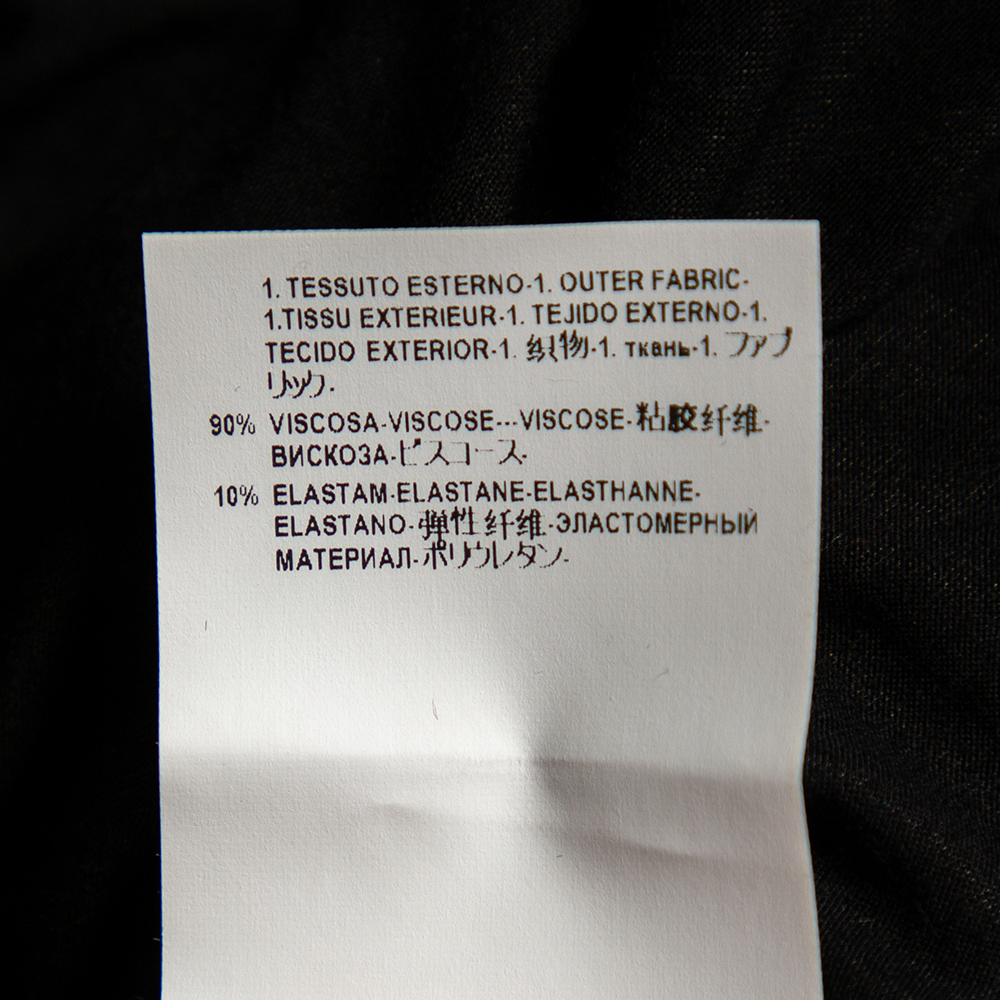 1. TESSUTO ESTERNO-1. OUTER FABRIC-
1.TISSU EXTERIEUR-1. TEJIDO EXTERNO-1.
TECIDO EXTERIOR-1. 织物-1. ткань-1. ファブ
リック.
90% VISCOSA-VISCOSE---VISCOSE-粘胶纤维-
ВИСКОЗА-ビスコース-
10% ELASTAM-ELASTANE-ELASTHANNE-
ELASTANO-弹性纤维-ЭЛАСТОМЕРНЫЙ
МАТЕРИАЛ-ポリウレタン-